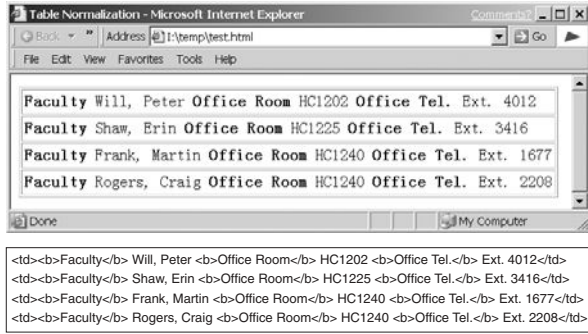 Table Normalization - Microsoft Internet Explorer Comments?
Back » Address I:\temp\test.html Go
File Edit View Favorites Tools Help
Faculty Will, Peter Office Room HC1202 Office Tel. Ext. 4012
Faculty Shaw, Erin Office Room HC1225 Office Tel. Ext. 3416
Faculty Frank, Martin Office Room HC1240 Office Tel. Ext. 1677
Faculty Rogers, Craig Office Room HC1240 Office Tel. Ext. 2208
Done My Computer
<td><b>Faculty</b> Will, Peter <b>Office Room</b> HC1202 <b>Office Tel.</b> Ext. 4012</td>
<td><b>Faculty</b> Shaw, Erin <b>Office Room</b> HC1225 <b>Office Tel.</b> Ext. 3416</td>
<td><b>Faculty</b> Frank, Martin <b>Office Room</b> HC1240 <b>Office Tel.</b> Ext. 1677</td>
<td><b>Faculty</b> Rogers, Craig <b>Office Room</b> HC1240 <b>Office Tel.</b> Ext. 2208</td>